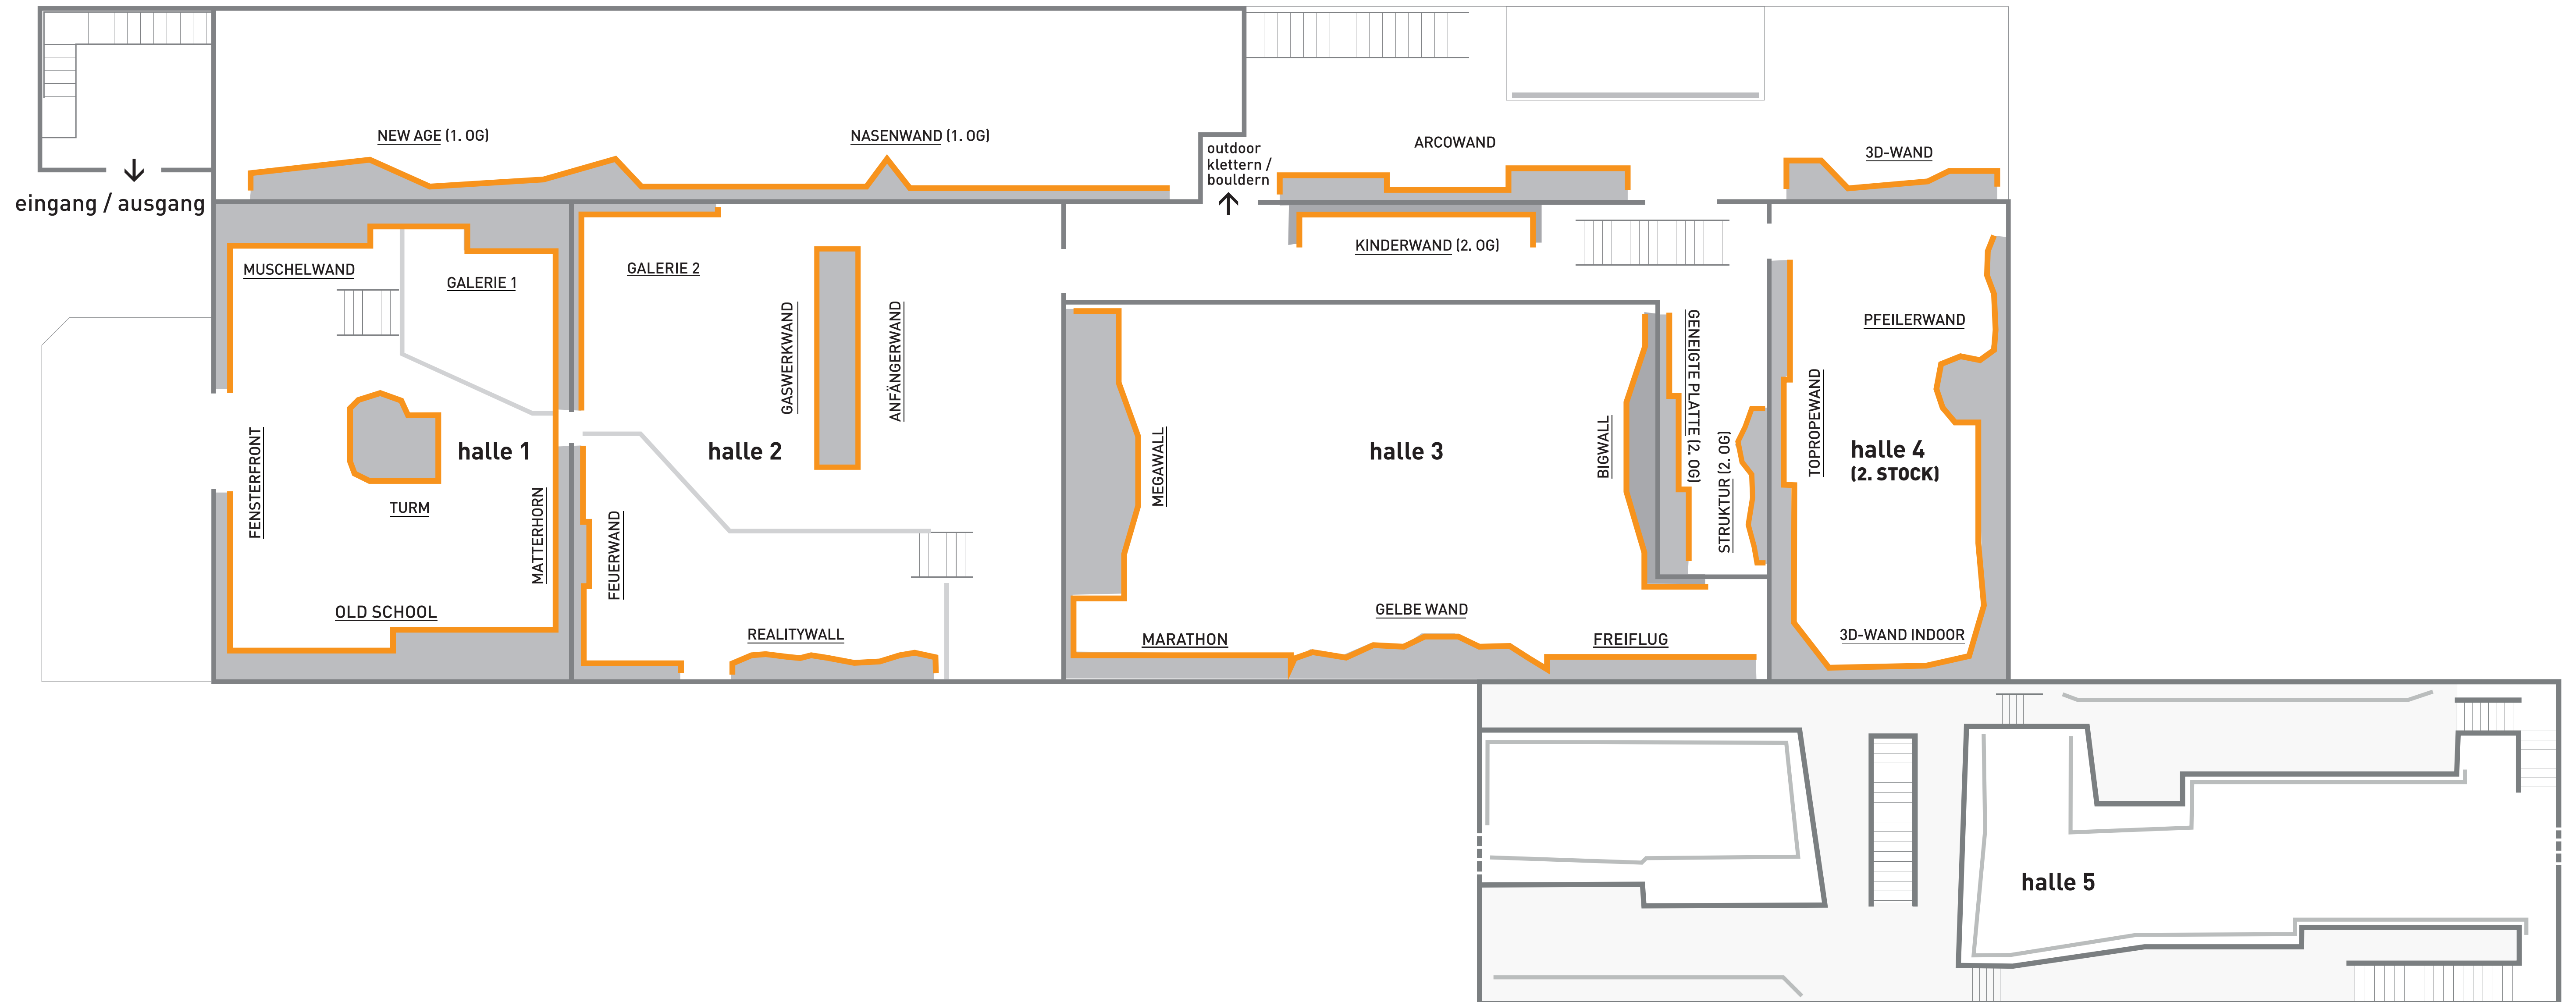 NEW AGE (1. OG)
NASENWAND (1. OG)
outdoor
klettern /
bouldern
ARCOWAND
3D-WAND
eingang / ausgang
MUSCHELWAND
GALERIE 1
FENSTERFRONT
TURM
halle 1
MATTERHORN
OLD SCHOOL
GALERIE 2
GASWERKWAND
ANFÄNGERWAND
halle 2
FEUERWAND
REALITYWALL
KINDERWAND (2. OG)
MEGAWALL
halle 3
BIGWALL
GENEIGTE PLATTE (2. OG)
STRUKTUR (2. OG)
MARATHON
GELBE WAND
FREIFLUG
PFEILERWAND
TOPROPEWAND
halle 4
(2. STOCK)
3D-WAND INDOOR
halle 5